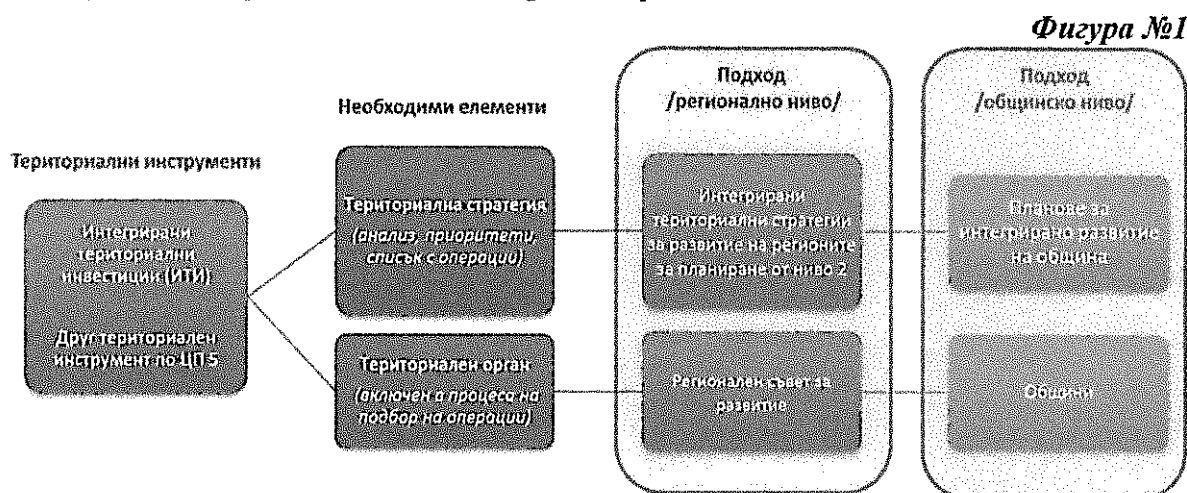 Фигура №1
Подход
/регионално ниво/
Подход
/общинско ниво/
Необходими елементи
Териториални инструменти
Интегрирани
териториални
инвестиции (ИТИ)
Друг териториален
инструмент по ЦП 5
Териториална стратегия
(анализ, приоритети,
списък с операции)
Териториален орган
(включен в процеса на
подбор на операции)
Интегрирани
териториални стратегии
за развитие на регионите
за планиране от ниво 2
Регионален съвет за
развитие
Планове за
интегрирано развитие
на община
Общини